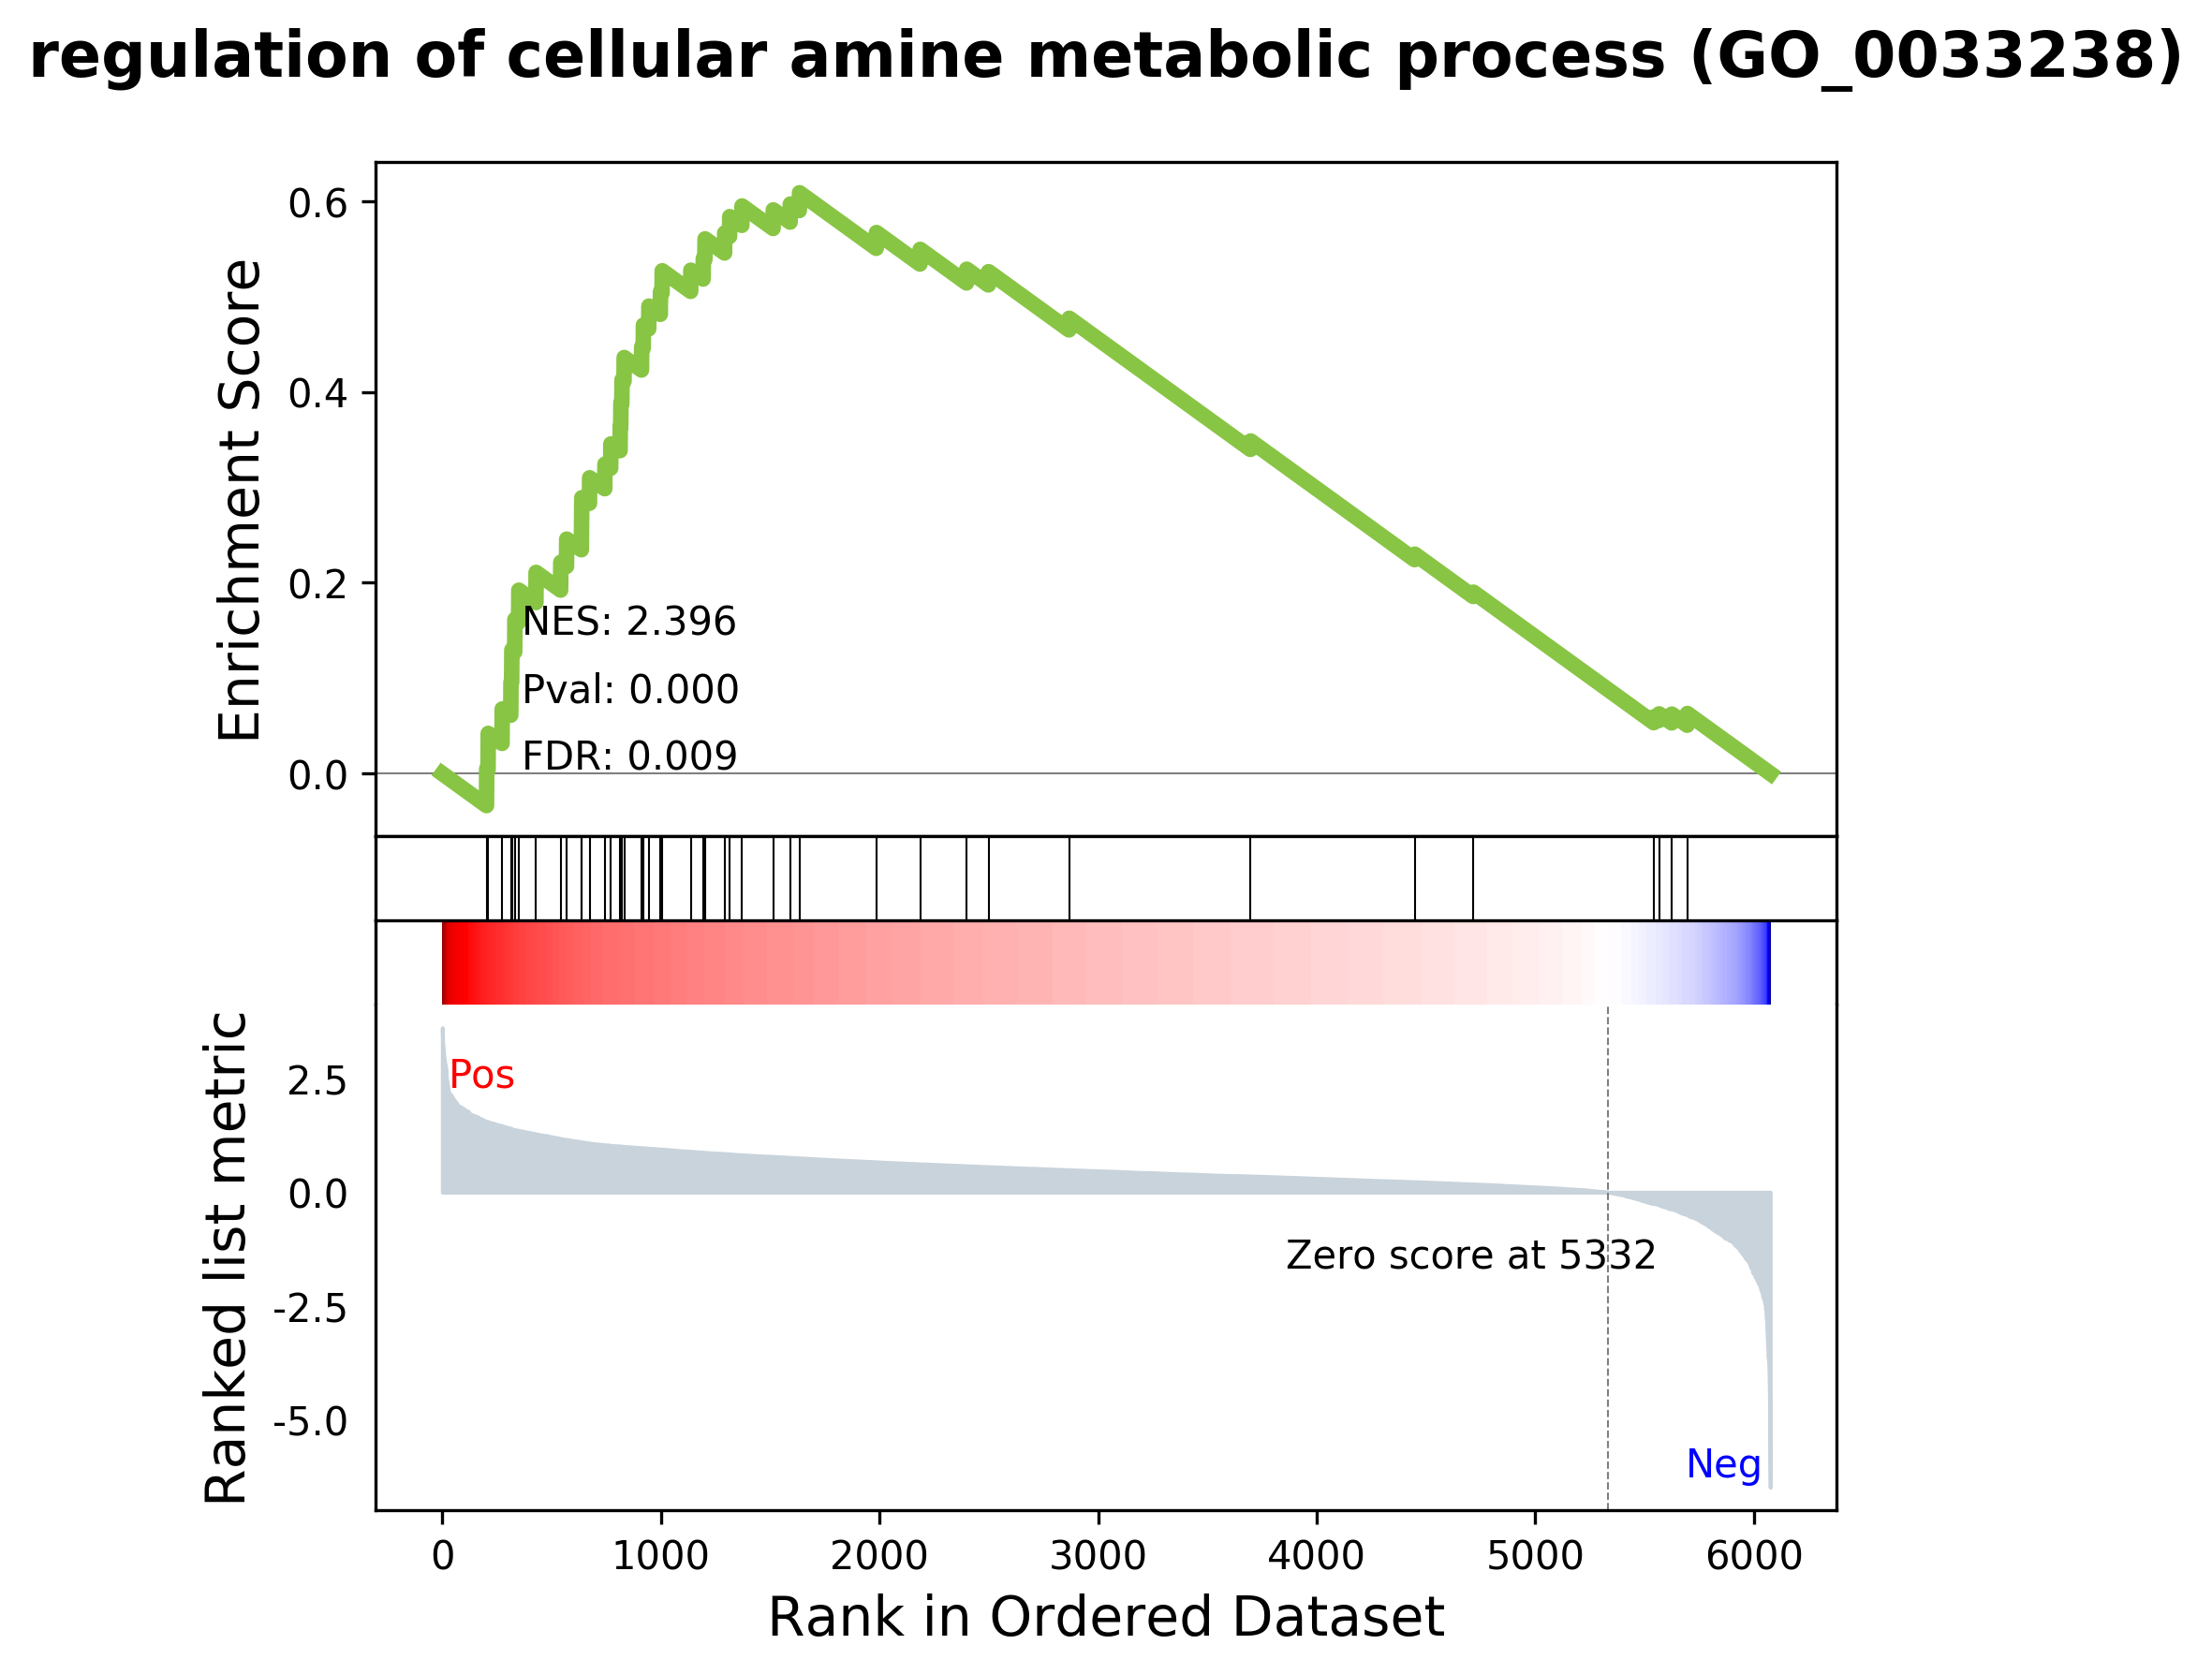 regulation of cellular amine metabolic process (GO_0033238)
Enrichment Score
0.6
0.4
0.2
0.0
NES: 2.396
Pval: 0.000
FDR: 0.009
Ranked list metric
2.5
0.0
-2.5
-5.0
Pos
Zero score at 5332
Neg
0 1000 2000 3000 4000 5000 6000
Rank in Ordered Dataset